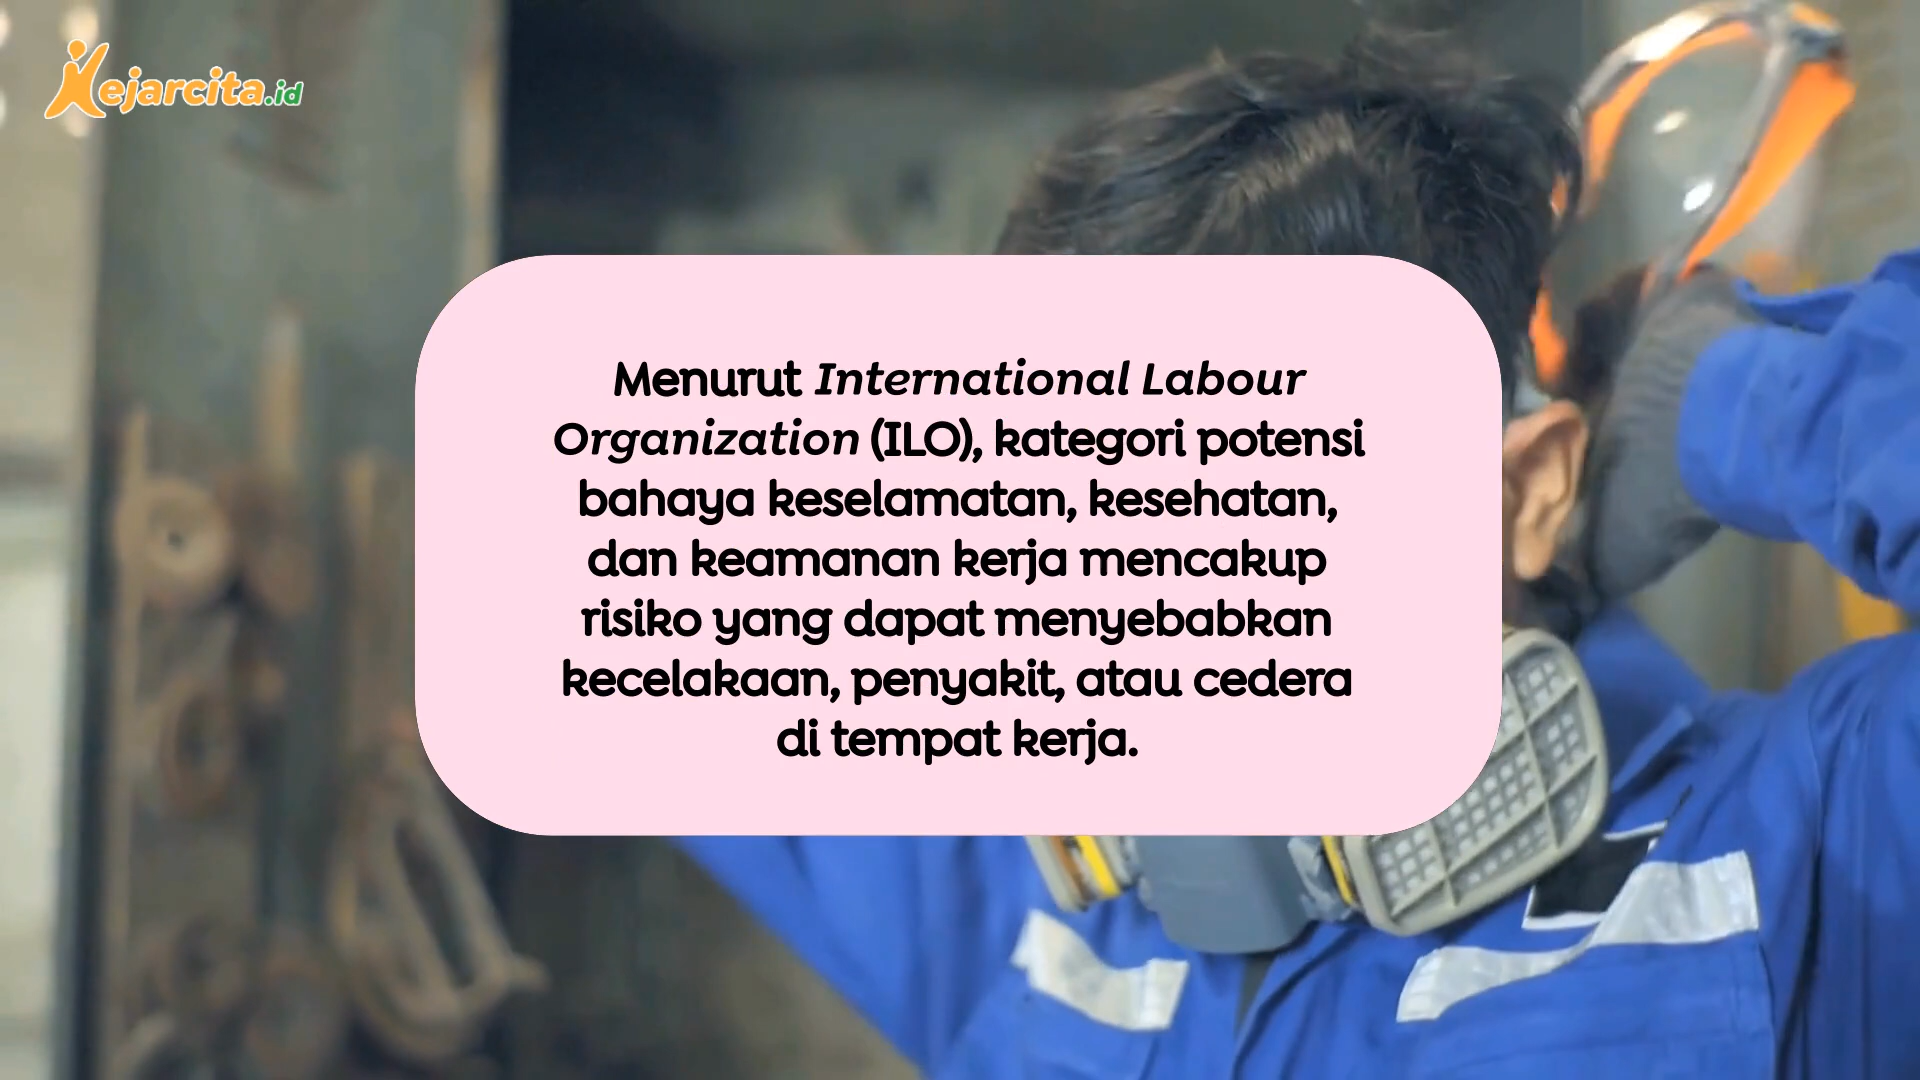 Kejarcita.id
Menurut International Labour
Organization (ILO), kategori potensi
bahaya keselamatan, kesehatan,
dan keamanan kerja mencakup
risiko yang dapat menyebabkan
kecelakaan, penyakit, atau cedera
di tempat kerja.